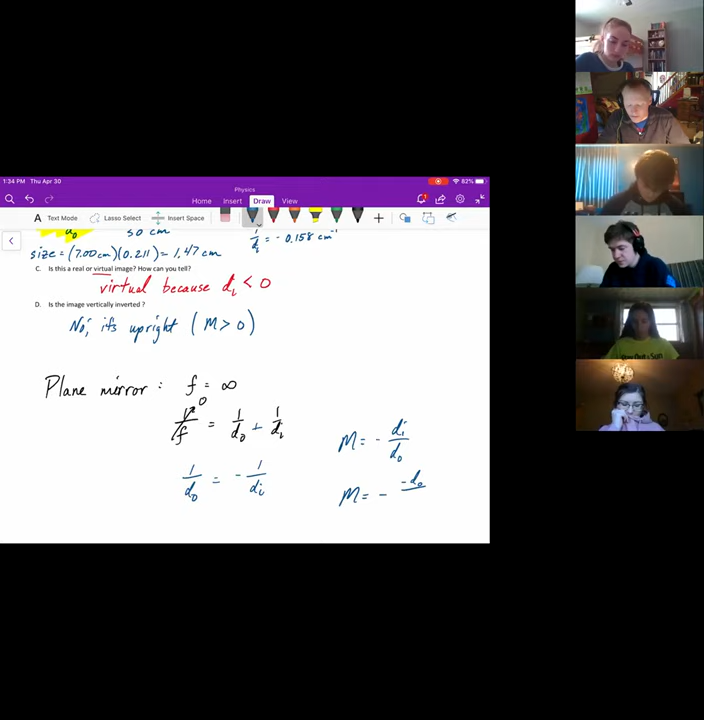 1:34 PM Thu Apr 30
82%
Physics
Home Insert Draw View
A Text Mode Lasso Select Insert Space
do 50 cm
1/di = - 0.158 cm⁻¹
size = (7.00cm)(0.211) = 1.47 cm
C. Is this a real or virtual image? How can you tell?
virtual because di < 0
D. Is the image vertically inverted ?
No, its upright (M > 0)
Plane mirror : f = ∞
1/f 0 = 1/do + 1/di
M = - di/do
1/do = - 1/di
M = - -do